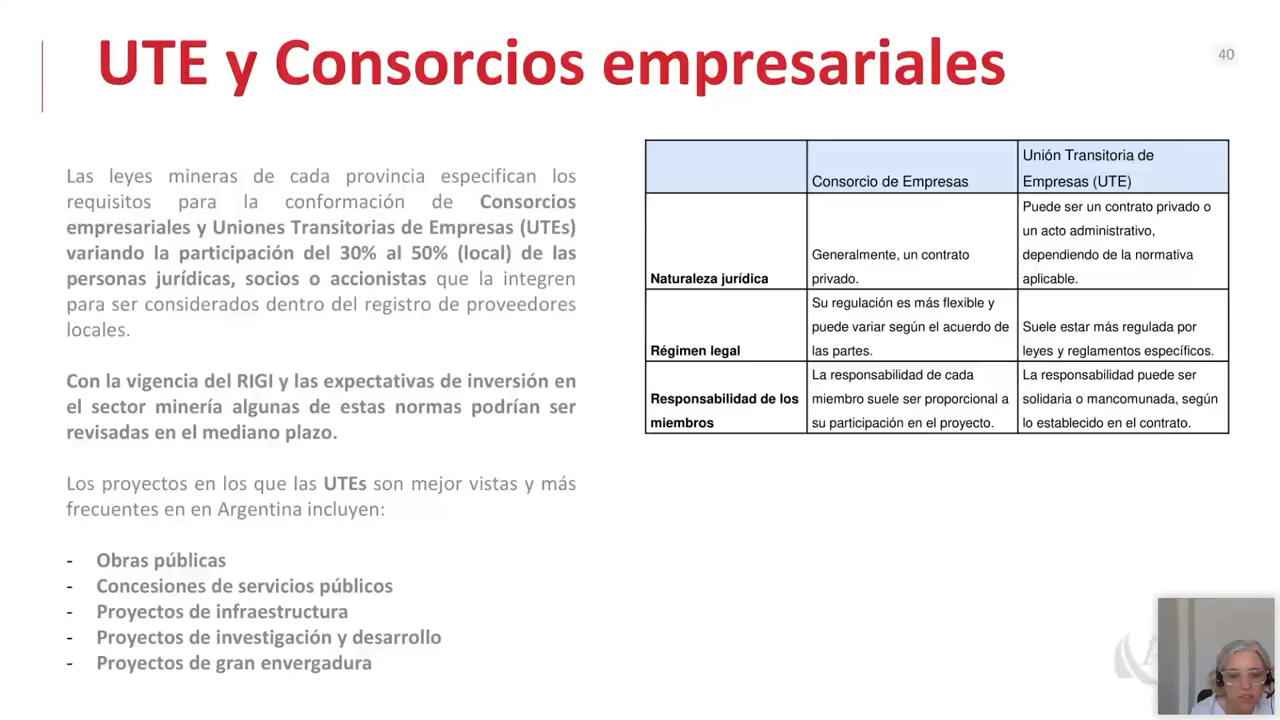 UTE y Consorcios empresariales
40
Las leyes mineras de cada provincia especifican los
requisitos para la conformación de Consorcios
empresariales y Uniones Transitorias de Empresas (UTEs)
variando la participación del 30% al 50% (local) de las
personas jurídicas, socios o accionistas que la integren
para ser considerados dentro del registro de proveedores
locales.
Con la vigencia del RIGI y las expectativas de inversión en
el sector minería algunas de estas normas podrían ser
revisadas en el mediano plazo.
Los proyectos en los que las UTEs son mejor vistas y más
frecuentes en en Argentina incluyen:
- Obras públicas
- Concesiones de servicios públicos
- Proyectos de infraestructura
- Proyectos de investigación y desarrollo
- Proyectos de gran envergadura
Consorcio de Empresas
Unión Transitoria de
Empresas (UTE)
Naturaleza jurídica
Generalmente, un contrato
privado.
Puede ser un contrato privado o
un acto administrativo,
dependiendo de la normativa
aplicable.
Régimen legal
Su regulación es más flexible y
puede variar según el acuerdo de
las partes.
Suele estar más regulada por
leyes y reglamentos específicos.
Responsabilidad de los
miembros
La responsabilidad de cada
miembro suele ser proporcional a
su participación en el proyecto.
La responsabilidad puede ser
solidaria o mancomunada, según
lo establecido en el contrato.